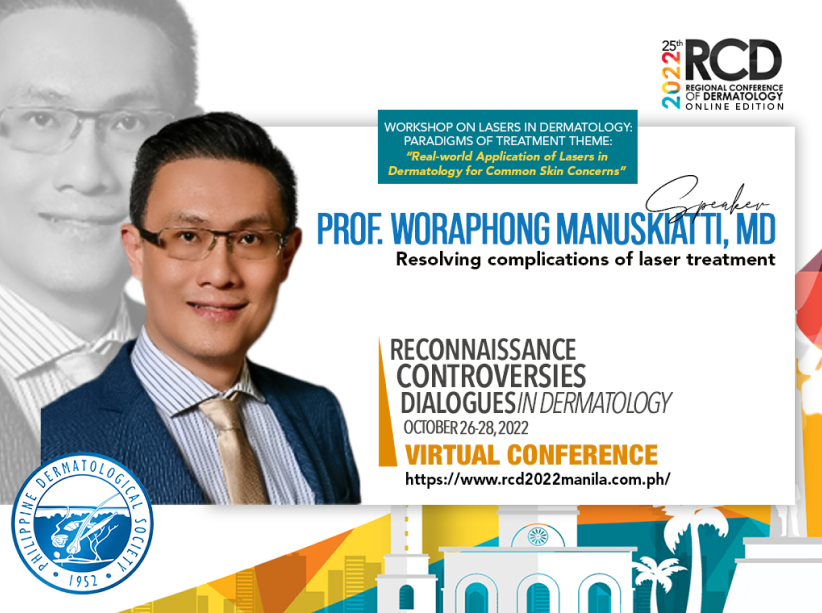 25th
2022
RCD
REGIONAL CONFERENCE
OF DERMATOLOGY
ONLINE EDITION
WORKSHOP ON LASERS IN DERMATOLOGY:
PARADIGMS OF TREATMENT THEME:
“Real-world Application of Lasers in
Dermatology for Common Skin Concerns”
Speaker
PROF. WORAPHONG MANUSKIATTI, MD
Resolving complications of laser treatment
RECONNAISSANCE
CONTROVERSIES
DIALOGUES IN DERMATOLOGY
OCTOBER 26-28, 2022
VIRTUAL CONFERENCE
https://www.rcd2022manila.com.ph/
PHILIPPINE DERMATOLOGICAL SOCIETY
• 1952 •